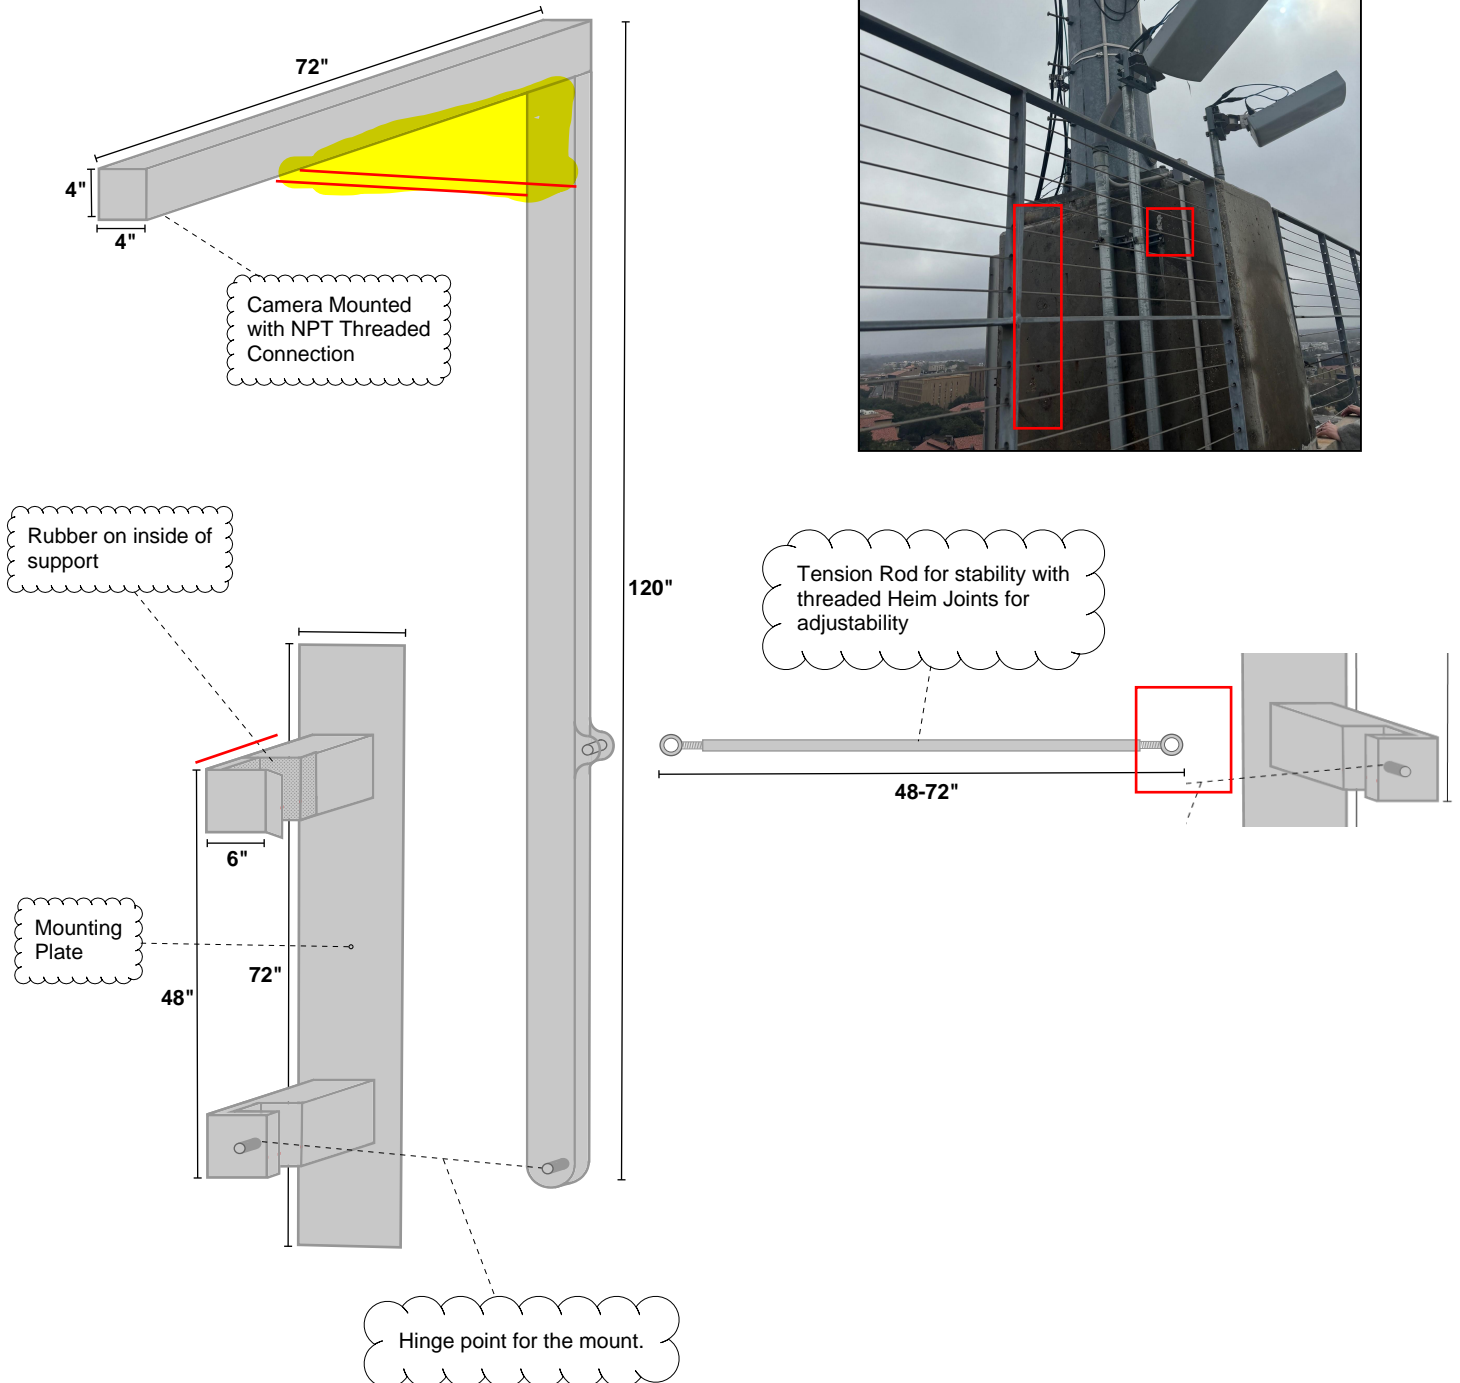 72"
4"
4"
Camera Mounted
with NPT Threaded
Connection
120"
Rubber on inside of
support
Tension Rod for stability with
threaded Heim Joints for
adjustability
48-72"
6"
Mounting
Plate
72"
48"
Hinge point for the mount.